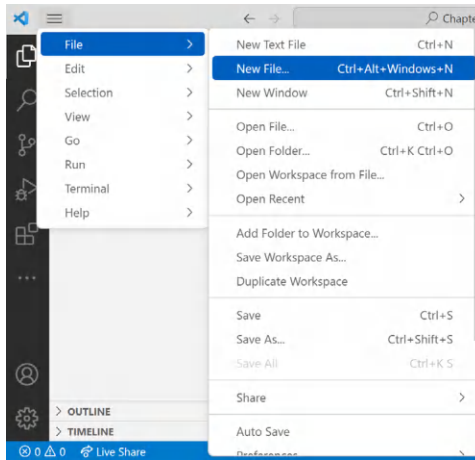 Chapte
File
Edit
Selection
View
Go
Run
Terminal
Help
New Text File Ctrl+N
New File... Ctrl+Alt+Windows+N
New Window Ctrl+Shift+N
Open File... Ctrl+O
Open Folder... Ctrl+K Ctrl+O
Open Workspace from File...
Open Recent
Add Folder to Workspace...
Save Workspace As...
Duplicate Workspace
Save Ctrl+S
Save As... Ctrl+Shift+S
Save All Ctrl+K S
Share
Auto Save
Preferences
OUTLINE
TIMELINE
0 0 Live Share